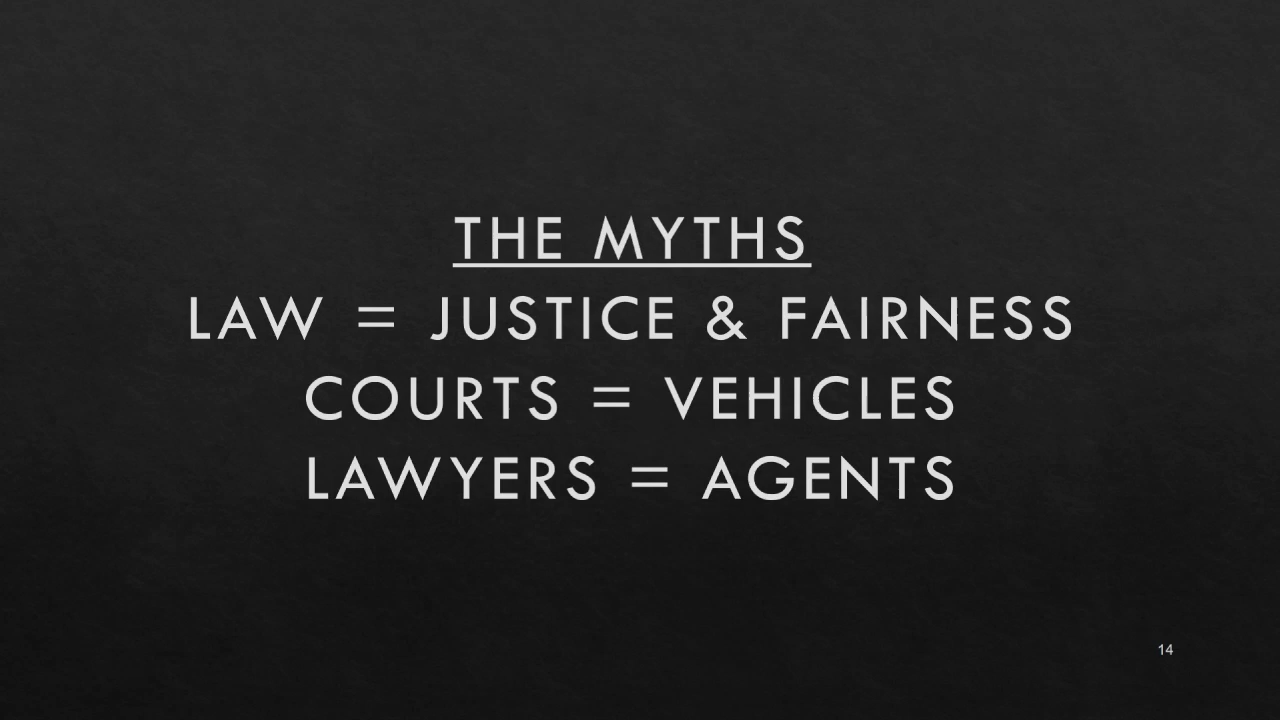 THE MYTHS
LAW = JUSTICE & FAIRNESS
COURTS = VEHICLES
LAWYERS = AGENTS
14